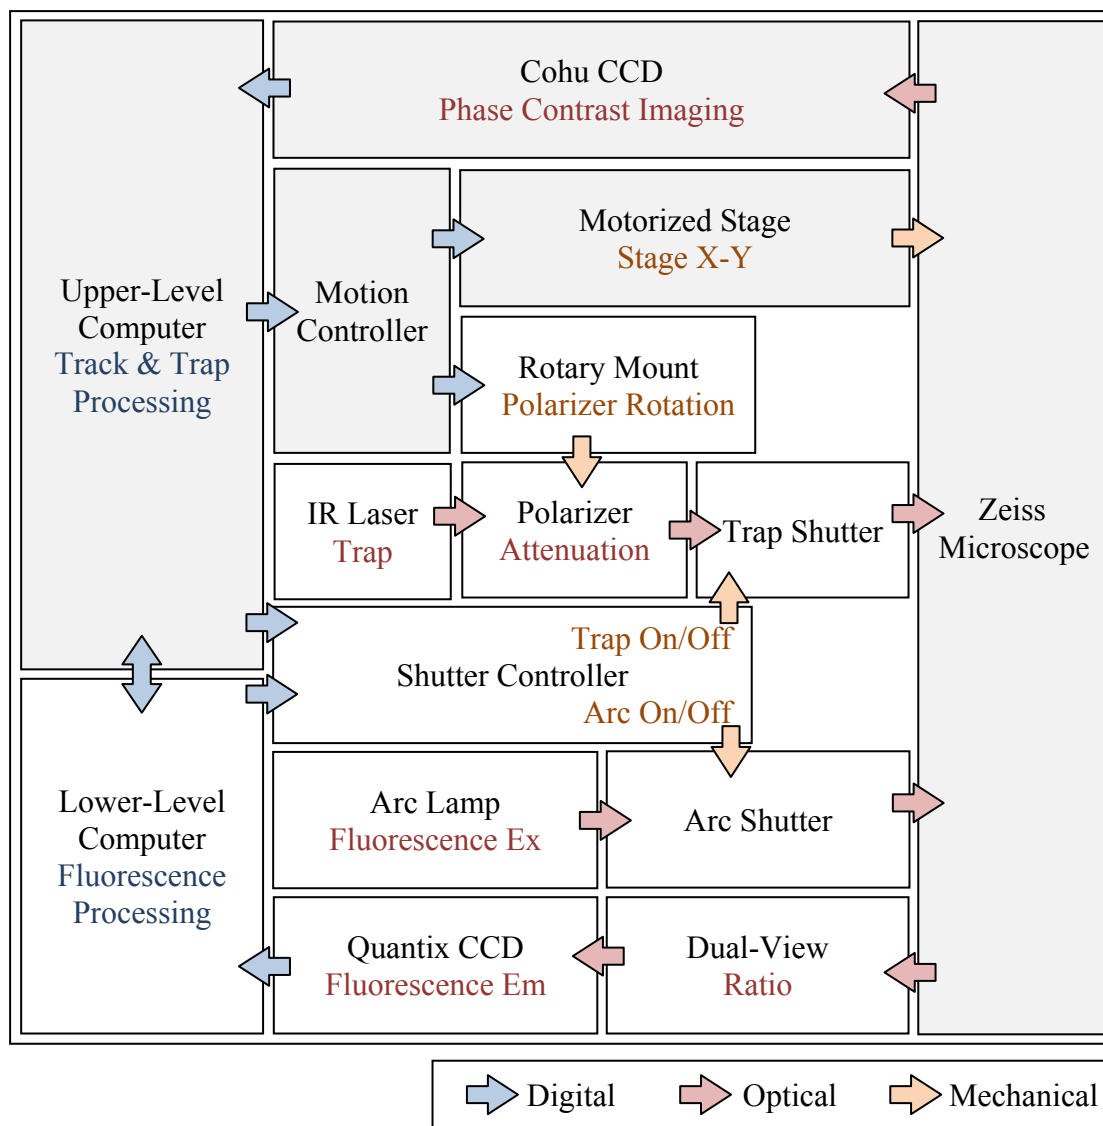 Cohu CCD
Phase Contrast Imaging
Upper-Level
Computer
Track & Trap
Processing
Motion
Controller
Motorized Stage
Stage X-Y
Rotary Mount
Polarizer Rotation
IR Laser
Trap
Polarizer
Attenuation
Trap Shutter
Zeiss
Microscope
Trap On/Off
Shutter Controller
Arc On/Off
Lower-Level
Computer
Fluorescence
Processing
Arc Lamp
Fluorescence Ex
Arc Shutter
Quantix CCD
Fluorescence Em
Dual-View
Ratio
Digital
Optical
Mechanical